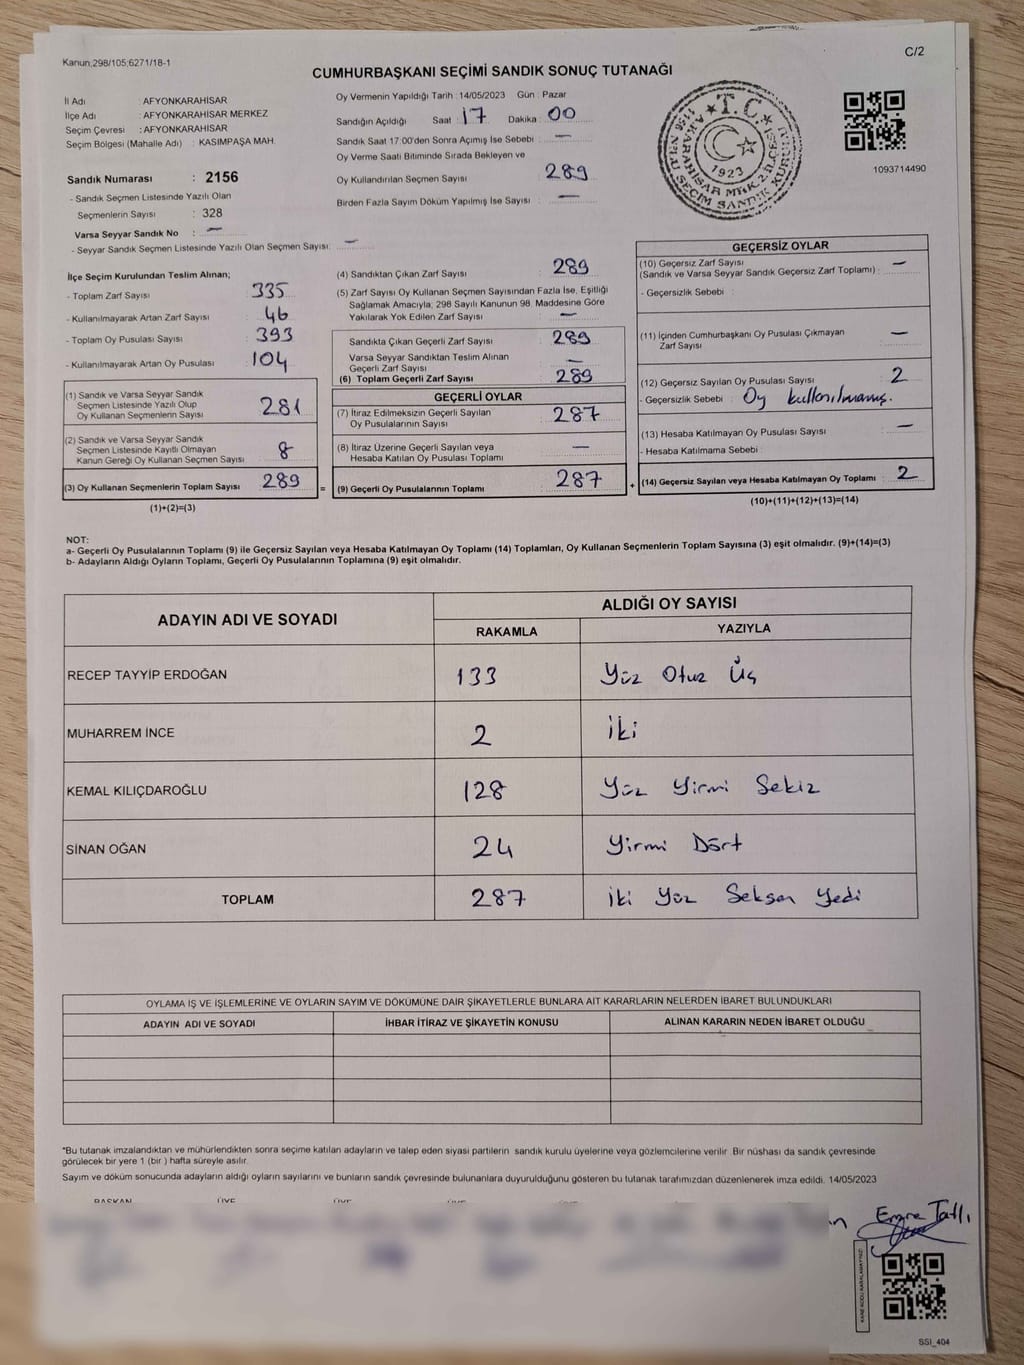 Kanun;298/105;6271/18-1
C/2
CUMHURBAŞKANI SEÇİMİ SANDIK SONUÇ TUTANAĞI
İl Adı : AFYONKARAHİSAR
İlçe Adı : AFYONKARAHİSAR MERKEZ
Seçim Çevresi : AFYONKARAHİSAR
Seçim Bölgesi (Mahalle Adı) : KASIMPAŞA MAH.
Sandık Numarası : 2156
- Sandık Seçmen Listesinde Yazılı Olan
Seçmenlerin Sayısı : 328
Varsa Seyyar Sandık No : —
- Seyyar Sandık Seçmen Listesinde Yazılı Olan Seçmen Sayısı: —
Oy Vermenin Yapıldığı Tarih : 14/05/2023 Gün : Pazar
Sandığın Açıldığı Saat : 17 Dakika : 00
Sandık Saat 17:00'den Sonra Açımış İse Sebebi : —
Oy Verme Saati Bitiminde Sırada Bekleyen ve
Oy Kullandırılan Seçmen Sayısı : 289
Birden Fazla Sayım Döküm Yapılmış İse Sayısı : —
T.C.
1923
1093714490
İlçe Seçim Kurulundan Teslim Alınan;
- Toplam Zarf Sayısı : 335
- Kullanılmayarak Artan Zarf Sayısı : 46
- Toplam Oy Pusulası Sayısı : 393
- Kullanılmayarak Artan Oy Pusulası : 104
(1) Sandık ve Varsa Seyyar Sandık
Seçmen Listesinde Yazılı Olup
Oy Kullanan Seçmenlerin Sayısı : 281
(2) Sandık ve Varsa Seyyar Sandık
Seçmen Listesinde Kayıtlı Olmayan
Kanun Gereği Oy Kullanan Seçmen Sayısı : 8
(3) Oy Kullanan Seçmenlerin Toplam Sayısı : 289
(1)+(2)=(3)
=
(4) Sandıktan Çıkan Zarf Sayısı : 289
(5) Zarf Sayısı Oy Kullanan Seçmen Sayısından Fazla İse, Eşitliği
Sağlamak Amacıyla; 298 Sayılı Kanunun 98. Maddesine Göre
Yakılarak Yok Edilen Zarf Sayısı : —
Sandıkta Çıkan Geçerli Zarf Sayısı : 289
Varsa Seyyar Sandıktan Teslim Alınan
Geçerli Zarf Sayısı : —
(6) Toplam Geçerli Zarf Sayısı : 289
GEÇERLİ OYLAR
(7) İtiraz Edilmeksizin Geçerli Sayılan
Oy Pusulalarının Sayısı : 287
(8) İtiraz Üzerine Geçerli Sayılan veya
Hesaba Katılan Oy Pusulası Toplamı : —
(9) Geçerli Oy Pusulalarının Toplamı : 287
+
GEÇERSİZ OYLAR
(10) Geçersiz Zarf Sayısı : —
(Sandık ve Varsa Seyyar Sandık Geçersiz Zarf Toplamı) :
- Geçersizlik Sebebi :
(11) İçinden Cumhurbaşkanı Oy Pusulası Çıkmayan
Zarf Sayısı : —
(12) Geçersiz Sayılan Oy Pusulası Sayısı : 2
- Geçersizlik Sebebi : Oy kullanılmamış.
(13) Hesaba Katılmayan Oy Pusulası Sayısı : —
- Hesaba Katılmama Sebebi :
(14) Geçersiz Sayılan veya Hesaba Katılmayan Oy Toplamı : 2
(10)+(11)+(12)+(13)=(14)
NOT:
a- Geçerli Oy Pusulalarının Toplamı (9) ile Geçersiz Sayılan veya Hesaba Katılmayan Oy Toplamı (14) Toplamları, Oy Kullanan Seçmenlerin Toplam Sayısına (3) eşit olmalıdır. (9)+(14)=(3)
b- Adayların Aldığı Oyların Toplamı, Geçerli Oy Pusulalarının Toplamına (9) eşit olmalıdır.
ADAYIN ADI VE SOYADI
ALDIĞI OY SAYISI
RAKAMLA YAZIYLA
RECEP TAYYİP ERDOĞAN 133 Yüz Otuz Üç
MUHARREM İNCE 2 İki
KEMAL KILIÇDAROĞLU 128 Yüz Yirmi Sekiz
SİNAN OĞAN 24 Yirmi Dört
TOPLAM 287 İki Yüz Seksen Yedi
OYLAMA İŞ VE İŞLEMLERİNE VE OYLARIN SAYIM VE DÖKÜMÜNE DAİR ŞİKAYETLERLE BUNLARA AİT KARARLARIN NELERDEN İBARET BULUNDUKLARI
ADAYIN ADI VE SOYADI İHBAR İTİRAZ VE ŞİKAYETİN KONUSU ALINAN KARARIN NEDEN İBARET OLDUĞU
*Bu tutanak imzalandıktan ve mühürlendikten sonra seçime katılan adayların ve talep eden siyasi partilerin sandık kurulu üyelerine veya gözlemcilerine verilir. Bir nüshası da sandık çevresinde
görülecek bir yere 1 (bir ) hafta süreyle asılır.
Sayım ve döküm sonucunda adayların aldığı oyların sayılarını ve bunların sandık çevresinde bulunanlara duyurulduğunu gösteren bu tutanak tarafımızdan düzenlenerek imza edildi. 14/05/2023
BAŞKAN ÜYE ÜYE ÜYE
Emre Tatlı
SSI_404